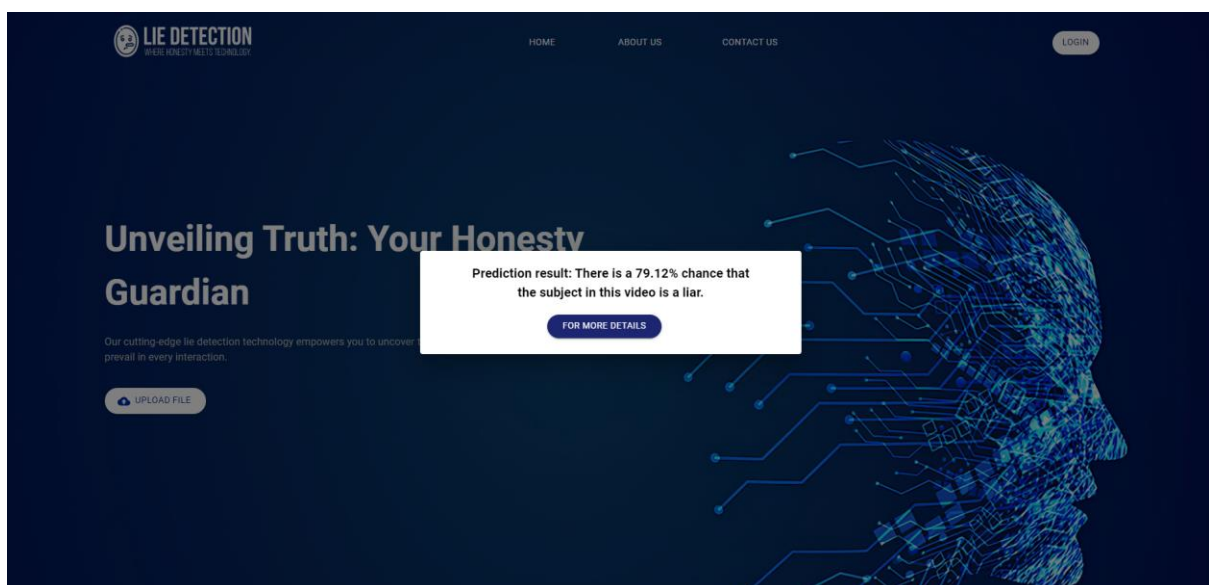 LIE DETECTION
WHERE HONESTY MEETS TECHNOLOGY
HOME
ABOUT US
CONTACT US
LOGIN
Unveiling Truth: Your Honesty
Guardian
Prediction result: There is a 79.12% chance that
the subject in this video is a liar.
FOR MORE DETAILS
Our cutting-edge lie detection technology empowers you to uncover
prevail in every interaction.
UPLOAD FILE